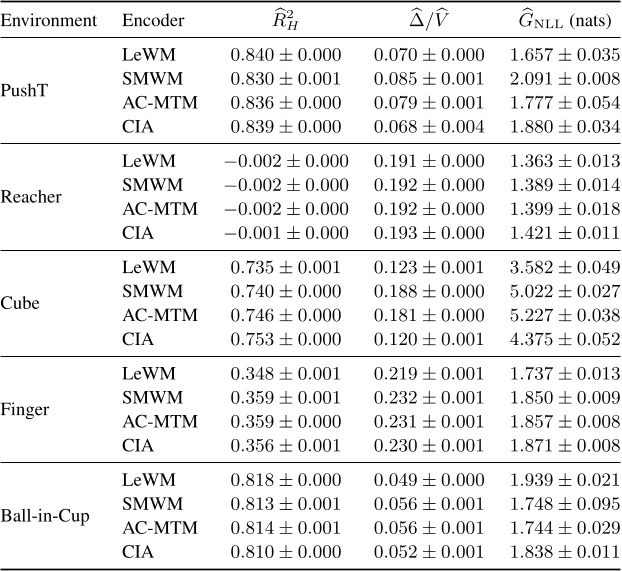 Environment Encoder R̂²_H Δ̂/V̂ Ĝ_NLL (nats)
PushT
LeWM 0.840 ± 0.000 0.070 ± 0.000 1.657 ± 0.035
SMWM 0.830 ± 0.001 0.085 ± 0.001 2.091 ± 0.008
AC-MTM 0.836 ± 0.000 0.079 ± 0.001 1.777 ± 0.054
CIA 0.839 ± 0.000 0.068 ± 0.004 1.880 ± 0.034
Reacher
LeWM −0.002 ± 0.000 0.191 ± 0.000 1.363 ± 0.013
SMWM −0.002 ± 0.000 0.192 ± 0.000 1.389 ± 0.014
AC-MTM −0.002 ± 0.000 0.192 ± 0.000 1.399 ± 0.018
CIA −0.001 ± 0.000 0.193 ± 0.000 1.421 ± 0.011
Cube
LeWM 0.735 ± 0.001 0.123 ± 0.001 3.582 ± 0.049
SMWM 0.740 ± 0.001 0.188 ± 0.000 5.022 ± 0.027
AC-MTM 0.746 ± 0.000 0.181 ± 0.000 5.227 ± 0.038
CIA 0.753 ± 0.000 0.120 ± 0.001 4.375 ± 0.052
Finger
LeWM 0.348 ± 0.001 0.219 ± 0.001 1.737 ± 0.013
SMWM 0.359 ± 0.001 0.232 ± 0.001 1.850 ± 0.009
AC-MTM 0.359 ± 0.000 0.231 ± 0.001 1.857 ± 0.008
CIA 0.356 ± 0.001 0.230 ± 0.001 1.871 ± 0.008
Ball-in-Cup
LeWM 0.818 ± 0.000 0.049 ± 0.000 1.939 ± 0.021
SMWM 0.813 ± 0.001 0.056 ± 0.001 1.748 ± 0.095
AC-MTM 0.814 ± 0.001 0.056 ± 0.001 1.744 ± 0.029
CIA 0.810 ± 0.000 0.052 ± 0.001 1.838 ± 0.011